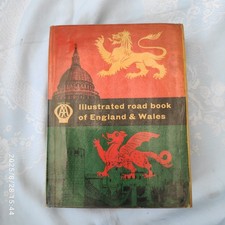 AA
Illustrated road book
of England & Wales